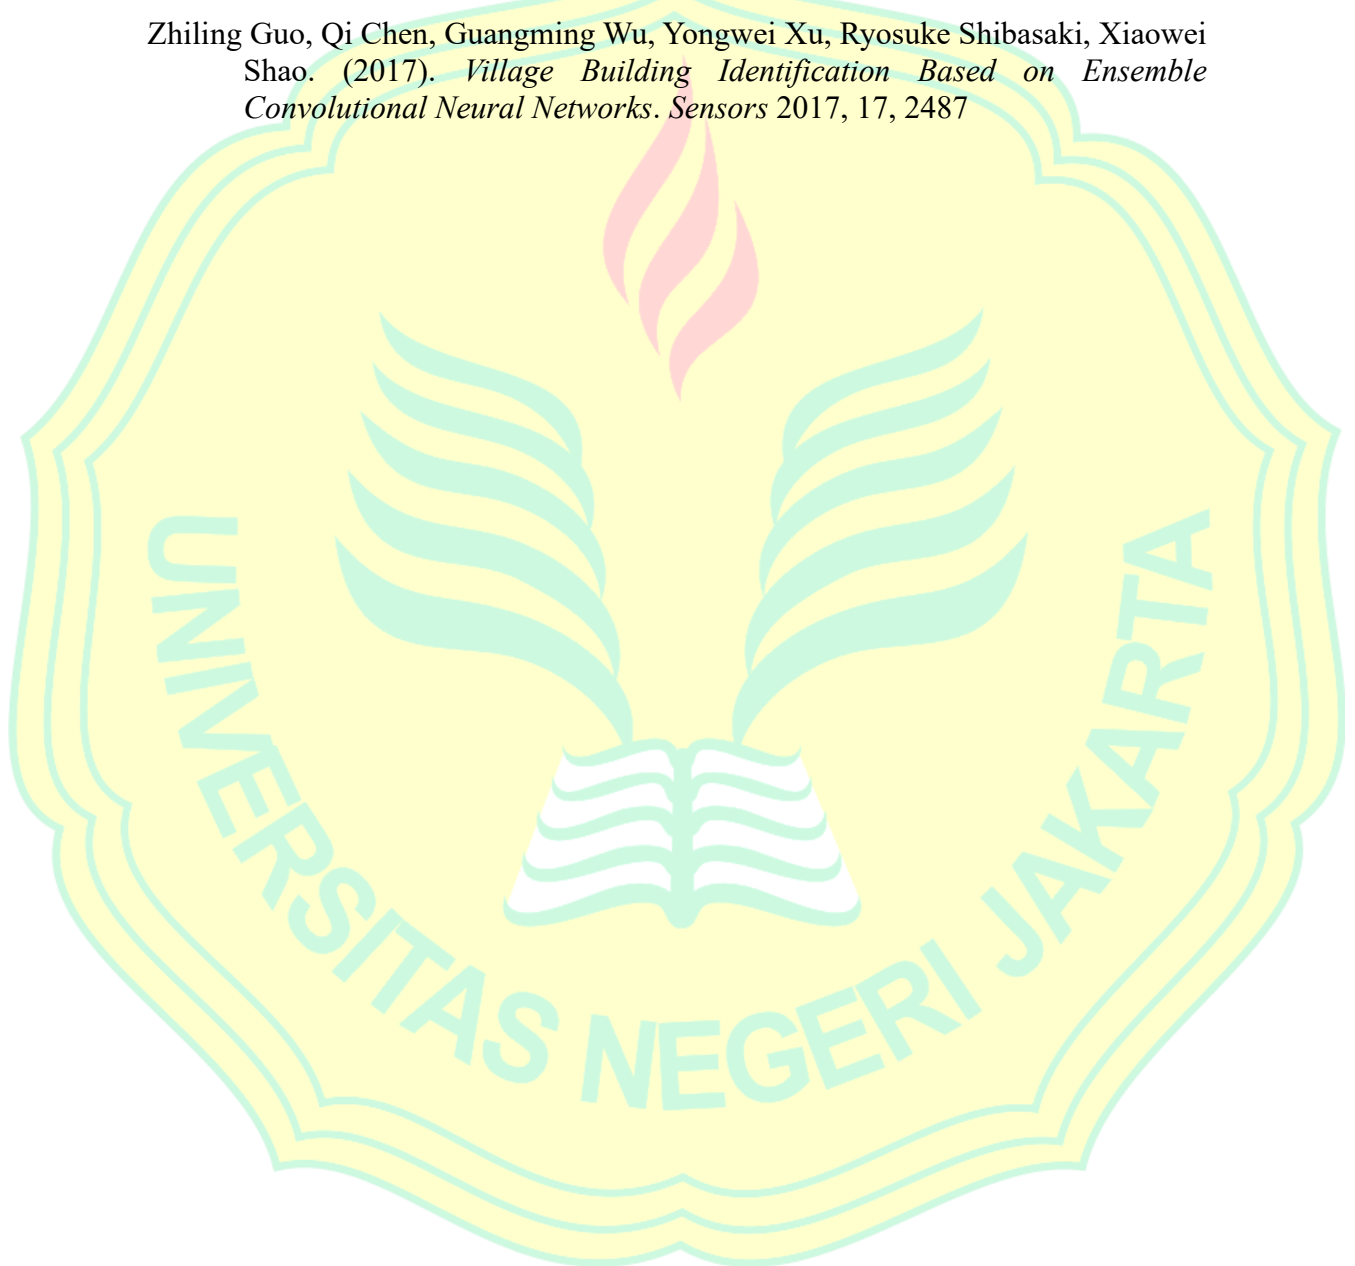 Zhiling Guo, Qi Chen, Guangming Wu, Yongwei Xu, Ryosuke Shibasaki, Xiaowei
Shao. (2017). Village Building Identification Based on Ensemble
Convolutional Neural Networks. Sensors 2017, 17, 2487
UNIVERSITAS NEGERI JAKARTA